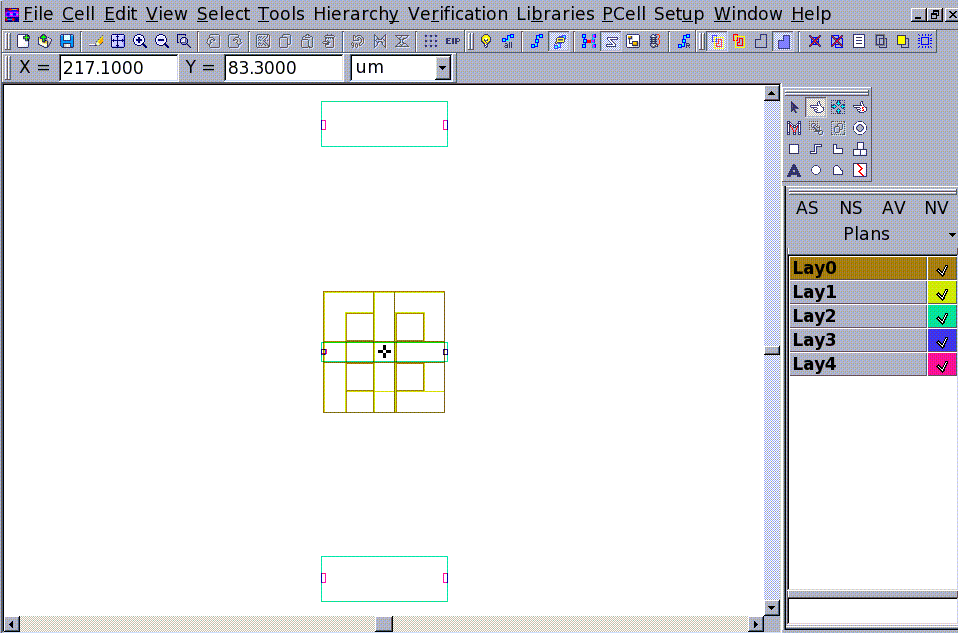 File Cell Edit View Select Tools Hierarchy Verification Libraries PCell Setup Window Help
EIP
X = 217.1000 Y = 83.3000 um
AS NS AV NV
Plans
Lay0
Lay1
Lay2
Lay3
Lay4